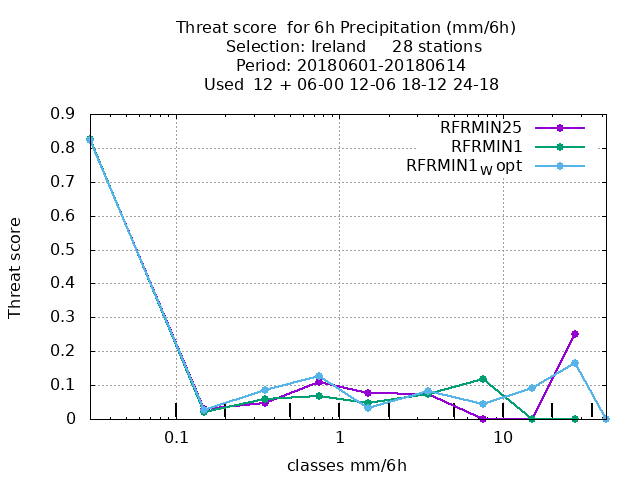 Threat score  for 6h Precipitation (mm/6h)
Selection: Ireland     28 stations
Period: 20180601-20180614
Used  12 + 06-00 12-06 18-12 24-18
RFRMIN25
RFRMIN1
RFRMIN1W opt
Threat score
0.9
0.8
0.7
0.6
0.5
0.4
0.3
0.2
0.1
0
0.1 1 10
classes mm/6h